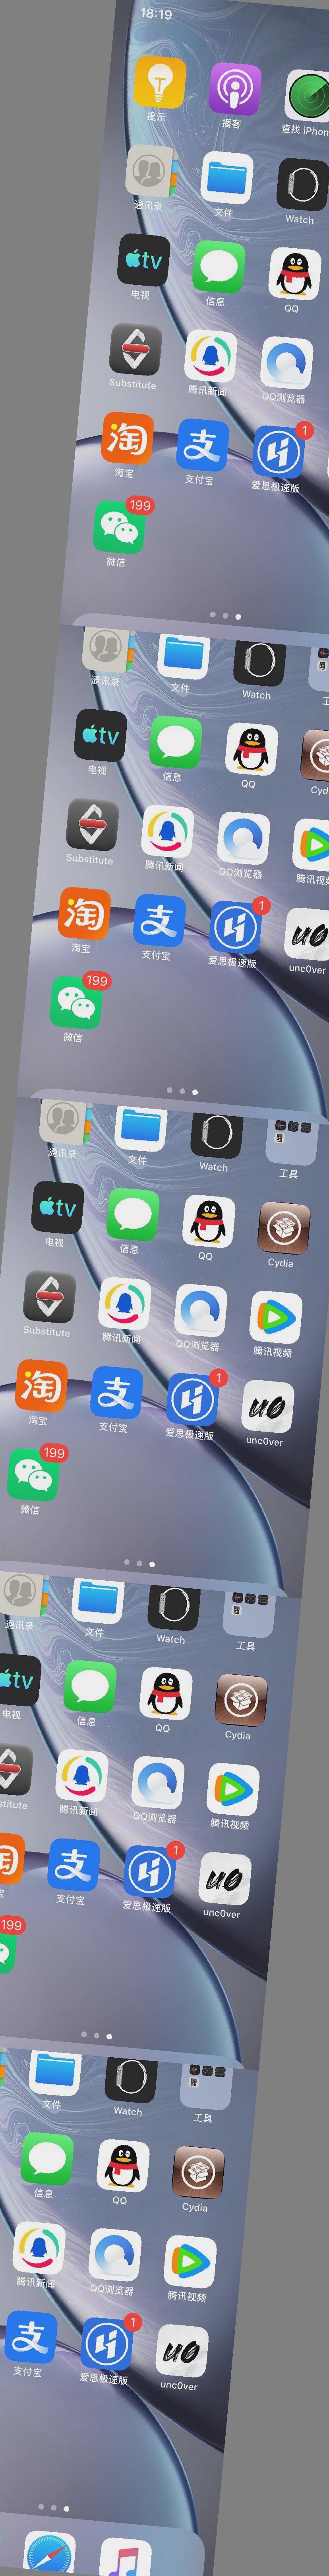 18:19
提示 播客 查找 iPhon
通讯录 文件 Watch
tv
电视 信息 QQ
Substitute 腾讯新闻 QQ浏览器
淘 支 1
淘宝 支付宝 爱思极速版
199
微信
通讯录 文件 Watch 工
tv
电视 信息 QQ Cyd
Substitute 腾讯新闻 QQ浏览器 腾讯视频
淘 支 1 uo
淘宝 支付宝 爱思极速版 unc0ver
199
微信
通讯录 文件 Watch 工具
tv
电视 信息 QQ Cydia
Substitute 腾讯新闻 QQ浏览器 腾讯视频
淘 支 1 uo
淘宝 支付宝 爱思极速版 unc0ver
199
微信
通讯录 文件 Watch 工具
tv
电视 信息 QQ Cydia
stitute 腾讯新闻 QQ浏览器 腾讯视频
支 1 uo
支付宝 爱思极速版 unc0ver
199
文件 Watch 工具
信息 QQ Cydia
腾讯新闻 QQ浏览器 腾讯视频
支 1 uo
支付宝 爱思极速版 unc0ver